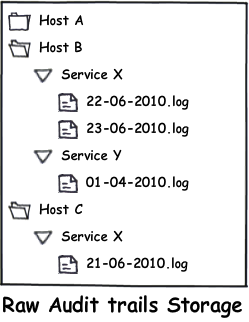 Host A
Host B
Service X
22-06-2010.log
23-06-2010.log
Service Y
01-04-2010.log
Host C
Service X
21-06-2010.log
Raw Audit trails Storage